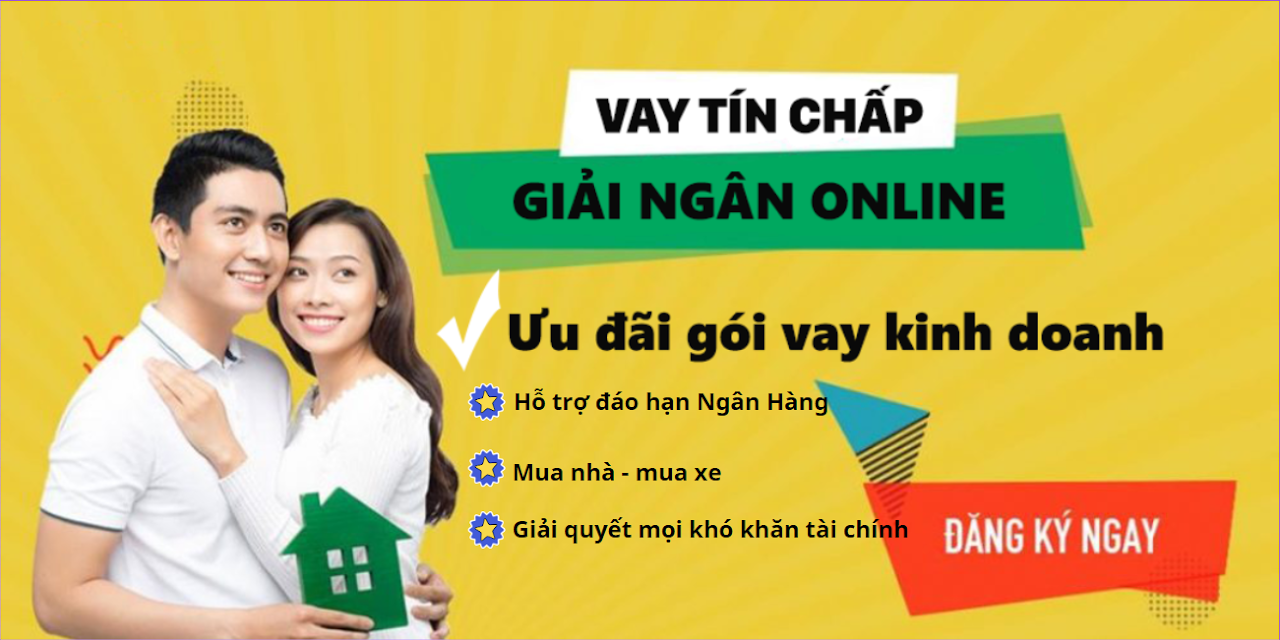 VAY TÍN CHẤP
GIẢI NGÂN ONLINE
Ưu đãi gói vay kinh doanh
Hỗ trợ đáo hạn Ngân Hàng
Mua nhà - mua xe
Giải quyết mọi khó khăn tài chính
ĐĂNG KÝ NGAY